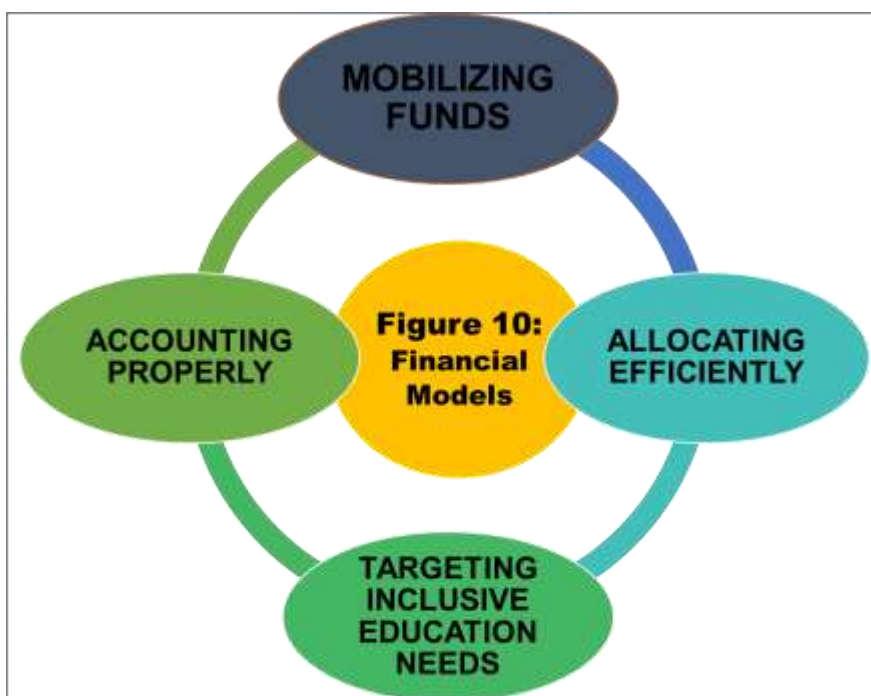 MOBILIZING
FUNDS
ACCOUNTING
PROPERLY
Figure 10:
Financial
Models
ALLOCATING
EFFICIENTLY
TARGETING
INCLUSIVE
EDUCATION
NEEDS